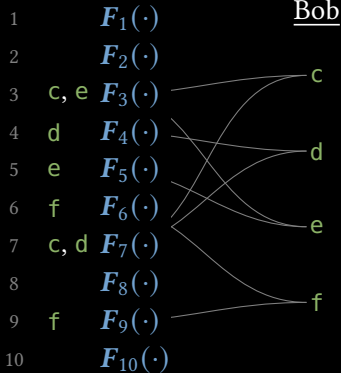 Bob
1 F₁(·)
2 F₂(·)
3 c, e F₃(·)
4 d F₄(·)
5 e F₅(·)
6 f F₆(·)
7 c, d F₇(·)
8 F₈(·)
9 f F₉(·)
10 F₁₀(·)
c
d
e
f